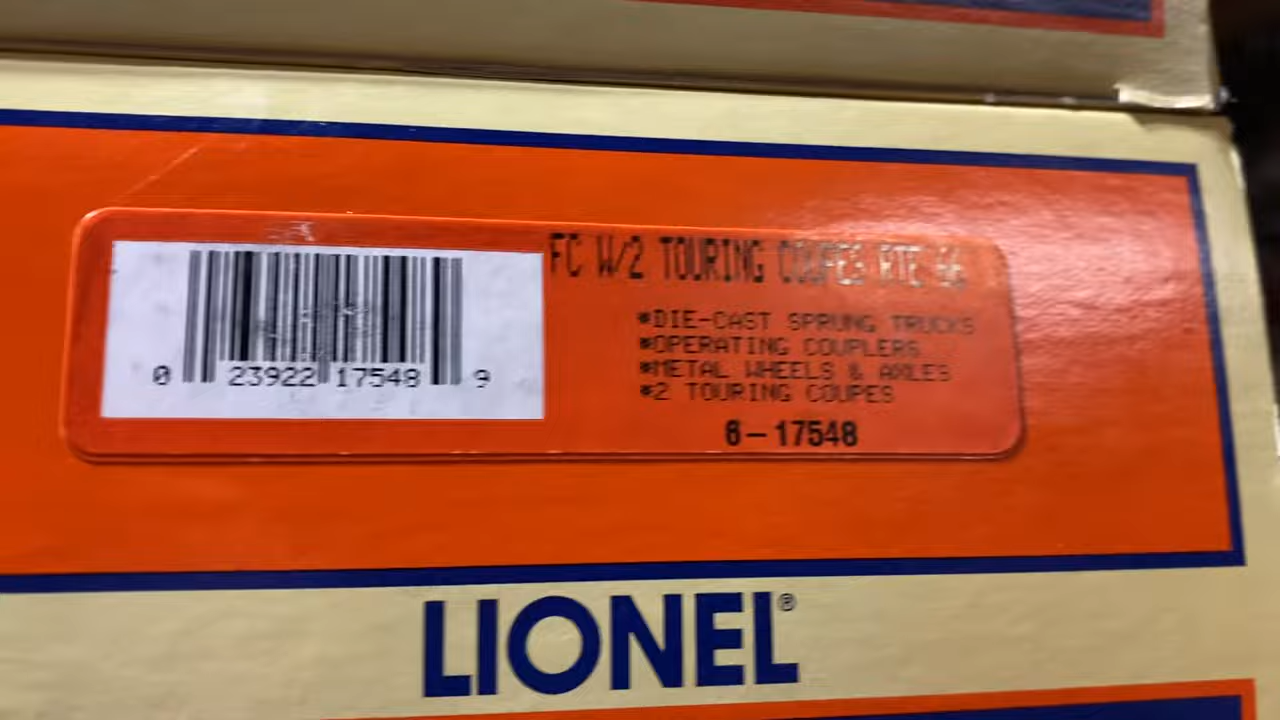 FC W/2 TOURING COUPES RTE 66
*DIE-CAST SPRUNG TRUCKS
*OPERATING COUPLERS
*METAL WHEELS & AXLES
*2 TOURING COUPES
6-17548
0 23922 17548 9
LIONEL®